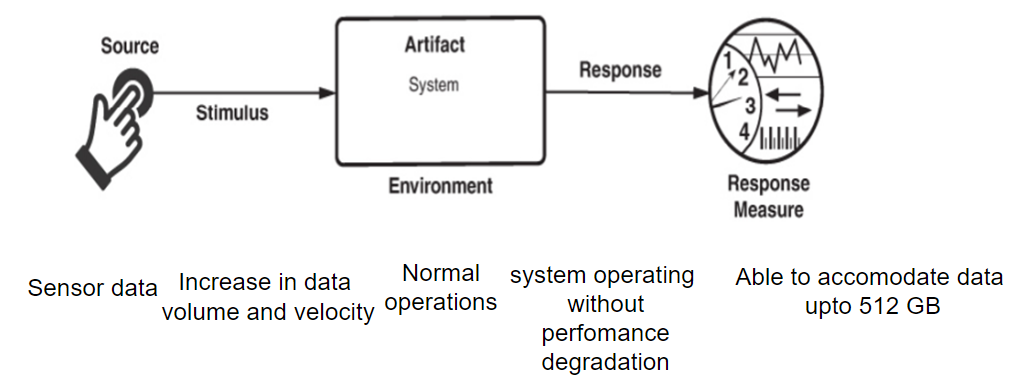 Source
Stimulus
Artifact
System
Environment
Response
1
2
3
4
Response
Measure
Sensor data
Increase in data
volume and velocity
Normal
operations
system operating
without
perfomance
degradation
Able to accomodate data
upto 512 GB